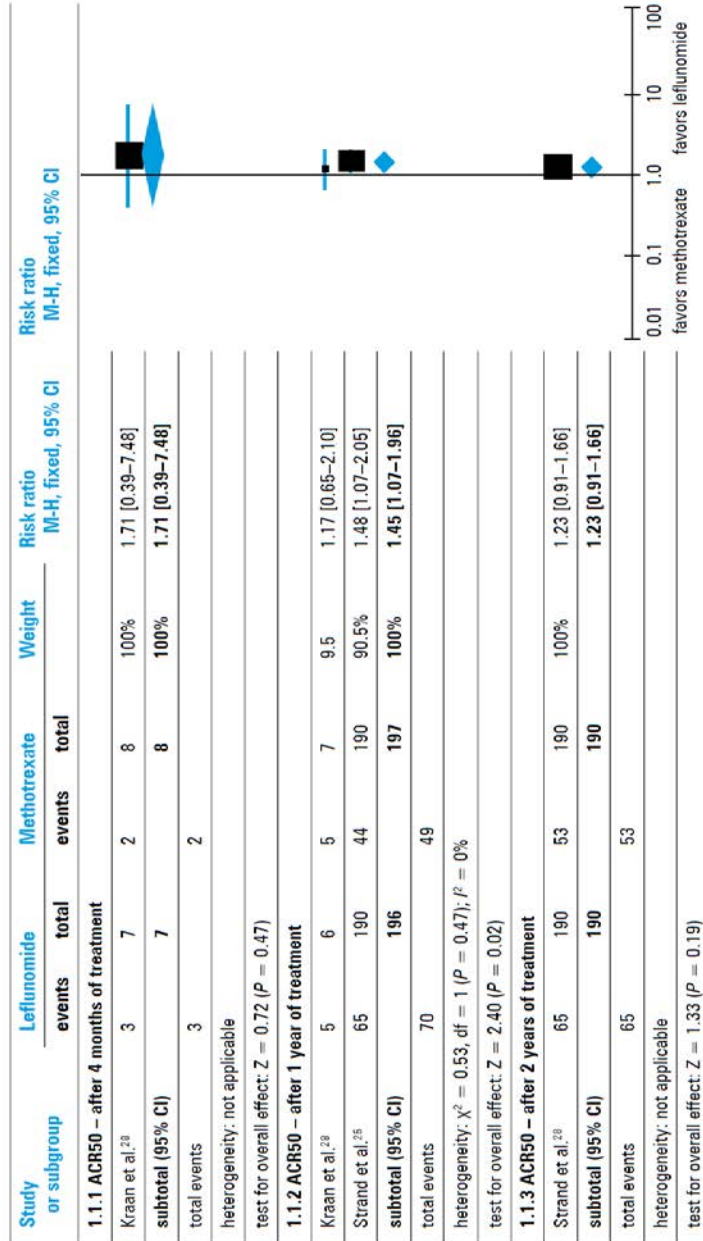 Study or subgroup Leflunomide Methotrexate Weight Risk ratio M-H, fixed, 95% CI Risk ratio M-H, fixed, 95% CI
events total events total
1.1.1 ACR50 – after 4 months of treatment
Kraan et al.28 3 7 2 8 100% 1.71 [0.39–7.48]
subtotal (95% CI) 7 8 100% 1.71 [0.39–7.48]
total events 3 2
heterogeneity: not applicable
test for overall effect: Z = 0.72 (P = 0.47)
1.1.2 ACR50 – after 1 year of treatment
Kraan et al.28 5 6 5 7 9.5 1.17 [0.65–2.10]
Strand et al.25 65 190 44 190 90.5% 1.48 [1.07–2.05]
subtotal (95% CI) 196 197 100% 1.45 [1.07–1.96]
total events 70 49
heterogeneity: χ² = 0.53, df = 1 (P = 0.47); I² = 0%
test for overall effect: Z = 2.40 (P = 0.02)
1.1.3 ACR50 – after 2 years of treatment
Strand et al.28 65 190 53 190 100% 1.23 [0.91–1.66]
subtotal (95% CI) 190 190 100% 1.23 [0.91–1.66]
total events 65 53
heterogeneity: not applicable
test for overall effect: Z = 1.33 (P = 0.19)
0.01 0.1 1.0 10 100
favors methotrexate favors leflunomide